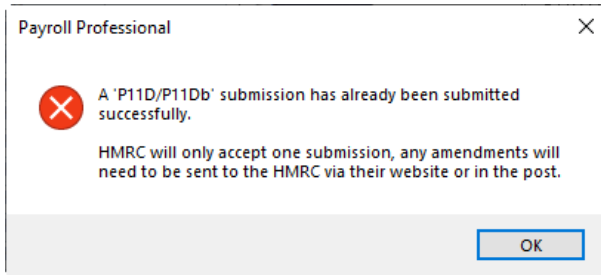 Payroll Professional
A 'P11D/P11Db' submission has already been submitted
successfully.
HMRC will only accept one submission, any amendments will
need to be sent to the HMRC via their website or in the post.
OK